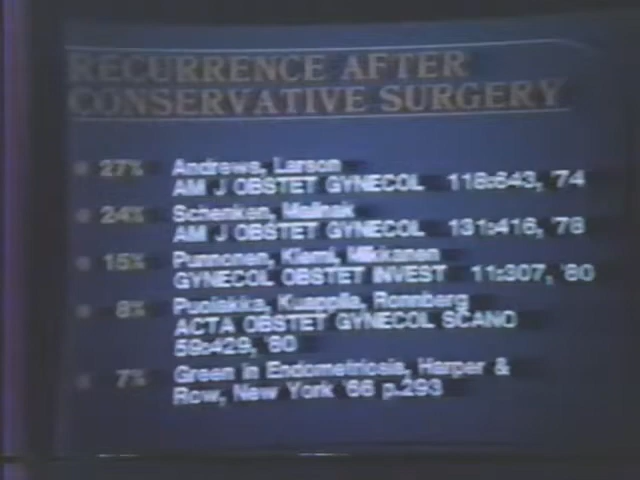 RECURRENCE AFTER
CONSERVATIVE SURGERY
27% Andrews, Larson
AM J OBSTET GYNECOL 118:643, '74
24% Schenken, Malinak
AM J OBSTET GYNECOL 131:416, '78
15% Punnonen, Klemi, Nikkanen
GYNECOL OBSTET INVEST 11:307, '80
8% Ronnberg
ACTA OBSTET GYNECOL SCAND
59:429, '80
7% Green in Endometriosis, Harper &
Row, New York '66 p.293